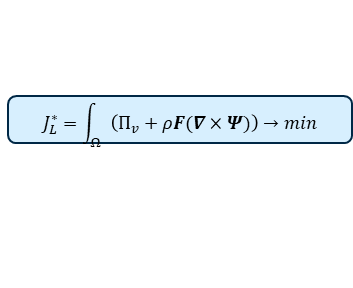 J_L^* = ∫_Ω (Π_v + ρ𝑭(𝛁 × 𝜳)) → min